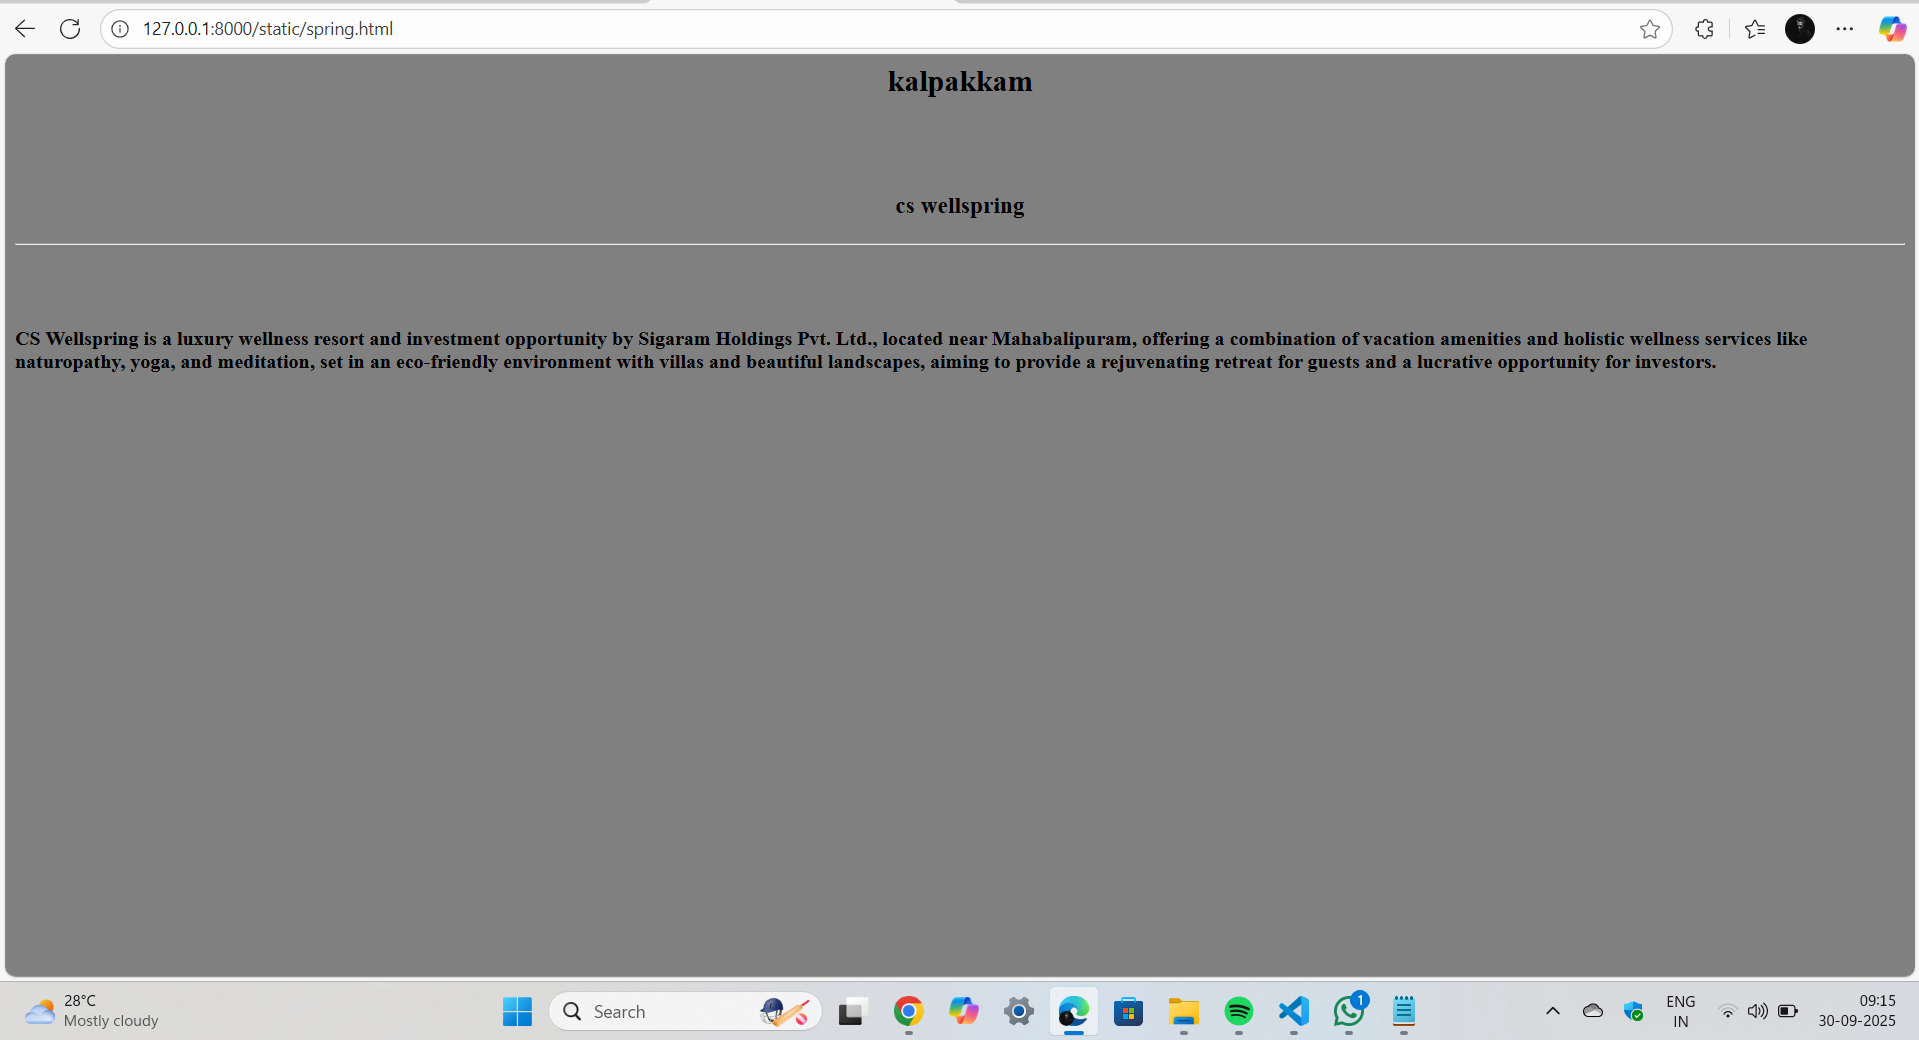 127.0.0.1:8000/static/spring.html
kalpakkam
cs wellspring
CS Wellspring is a luxury wellness resort and investment opportunity by Sigaram Holdings Pvt. Ltd., located near Mahabalipuram, offering a combination of vacation amenities and holistic wellness services like
naturopathy, yoga, and meditation, set in an eco-friendly environment with villas and beautiful landscapes, aiming to provide a rejuvenating retreat for guests and a lucrative opportunity for investors.
28°C
Mostly cloudy
Search
1
ENG
IN
09:15
30-09-2025